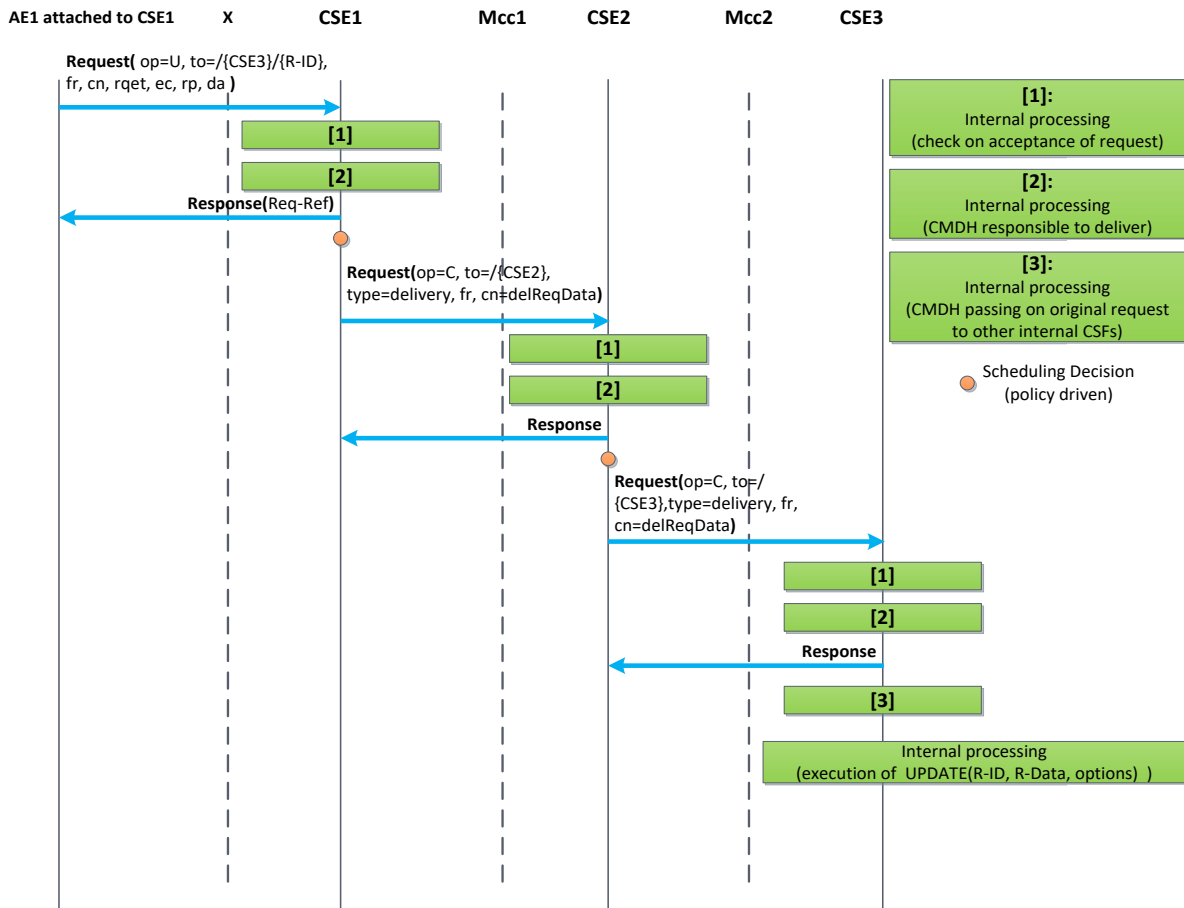 AE1 attached to CSE1 X CSE1 Mcc1 CSE2 Mcc2 CSE3
Request( op=U, to=/{CSE3}/{R-ID},
fr, cn, rqet, ec, rp, da )
[1]
[2]
Response(Req-Ref)
Request(op=C, to=/{CSE2},
type=delivery, fr, cn=delReqData)
[1]
[2]
Response
Request(op=C, to=/
{CSE3},type=delivery, fr,
cn=delReqData)
[1]
[2]
Response
[3]
Internal processing
(execution of UPDATE(R-ID, R-Data, options) )
[1]:
Internal processing
(check on acceptance of request)
[2]:
Internal processing
(CMDH responsible to deliver)
[3]:
Internal processing
(CMDH passing on original request
to other internal CSFs)
Scheduling Decision
(policy driven)